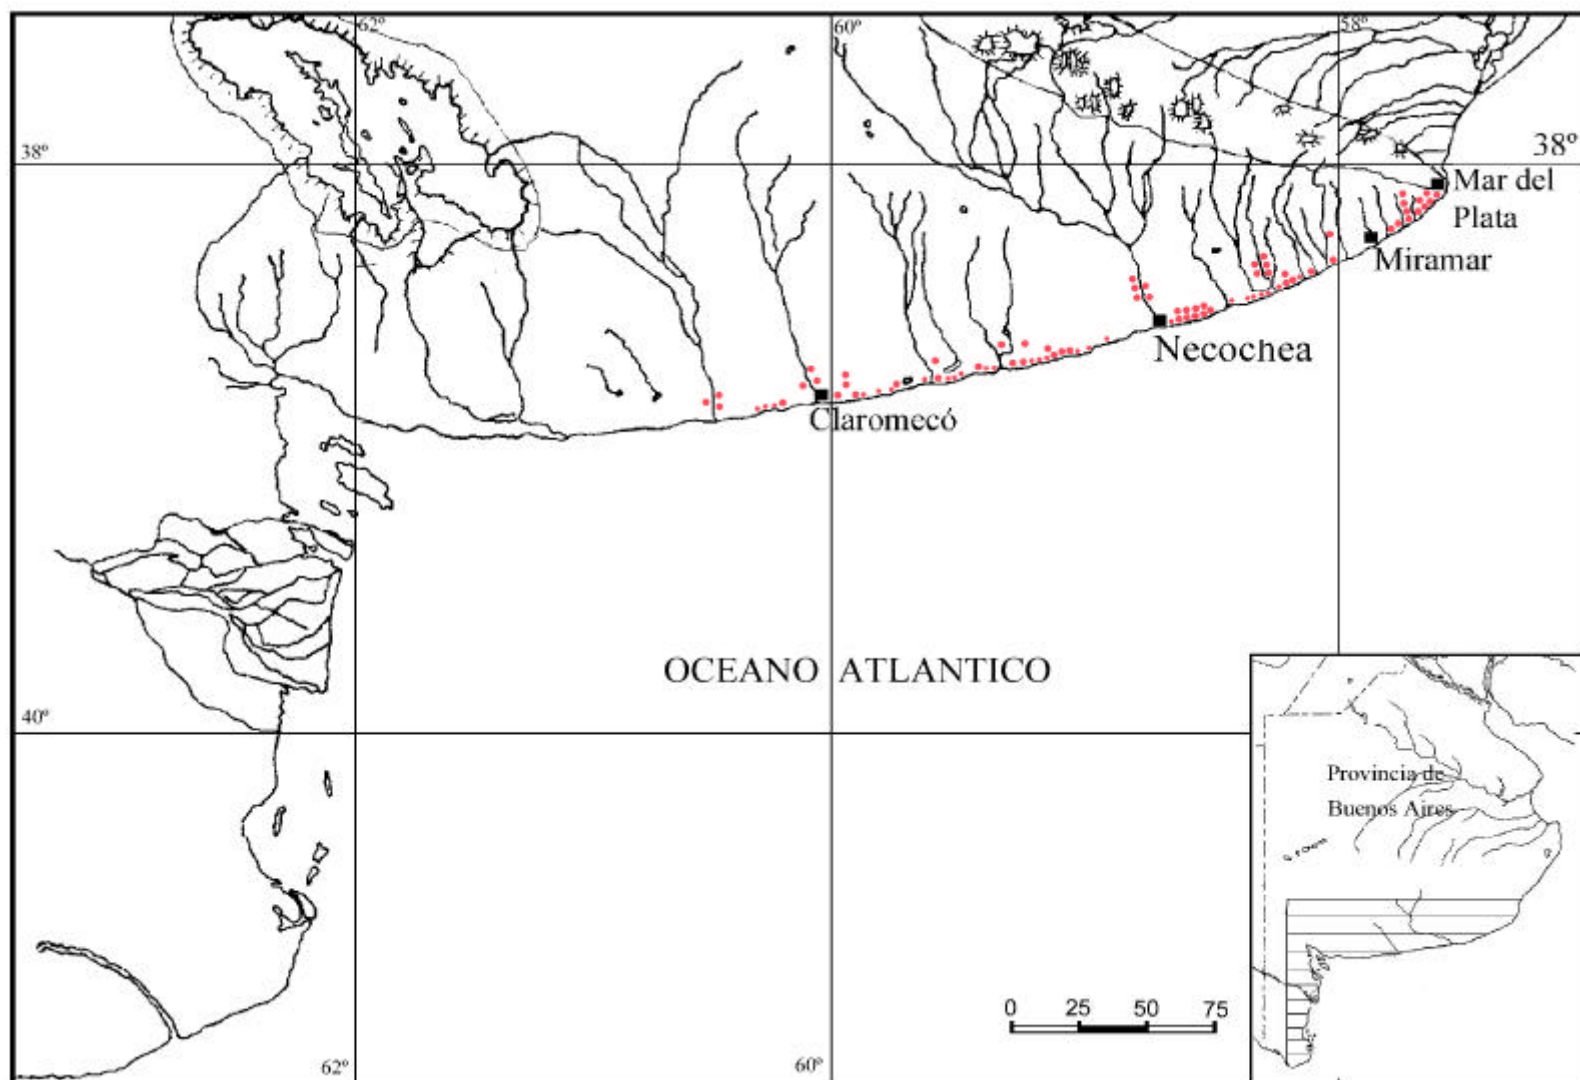 62º
60º
58º
38º
38º
Mar del
Plata
Miramar
Necochea
Claromecó
OCEANO ATLANTICO
40º
Provincia de
Buenos Aires
0 25 50 75
62º
60º